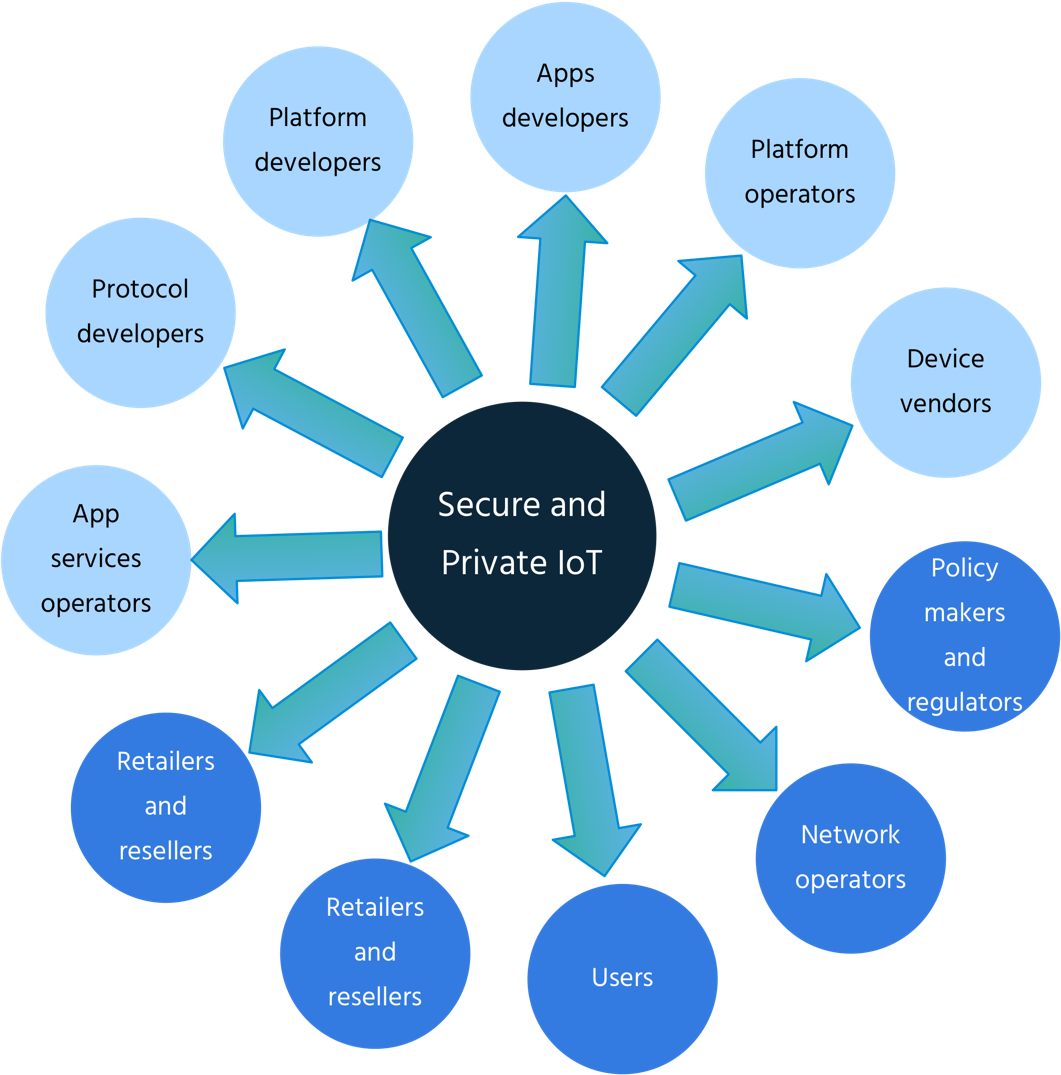 Apps
developers
Platform
developers
Platform
operators
Protocol
developers
Device
vendors
Secure and
Private IoT
App
services
operators
Policy
makers
and
regulators
Retailers
and
resellers
Network
operators
Retailers
and
resellers
Users